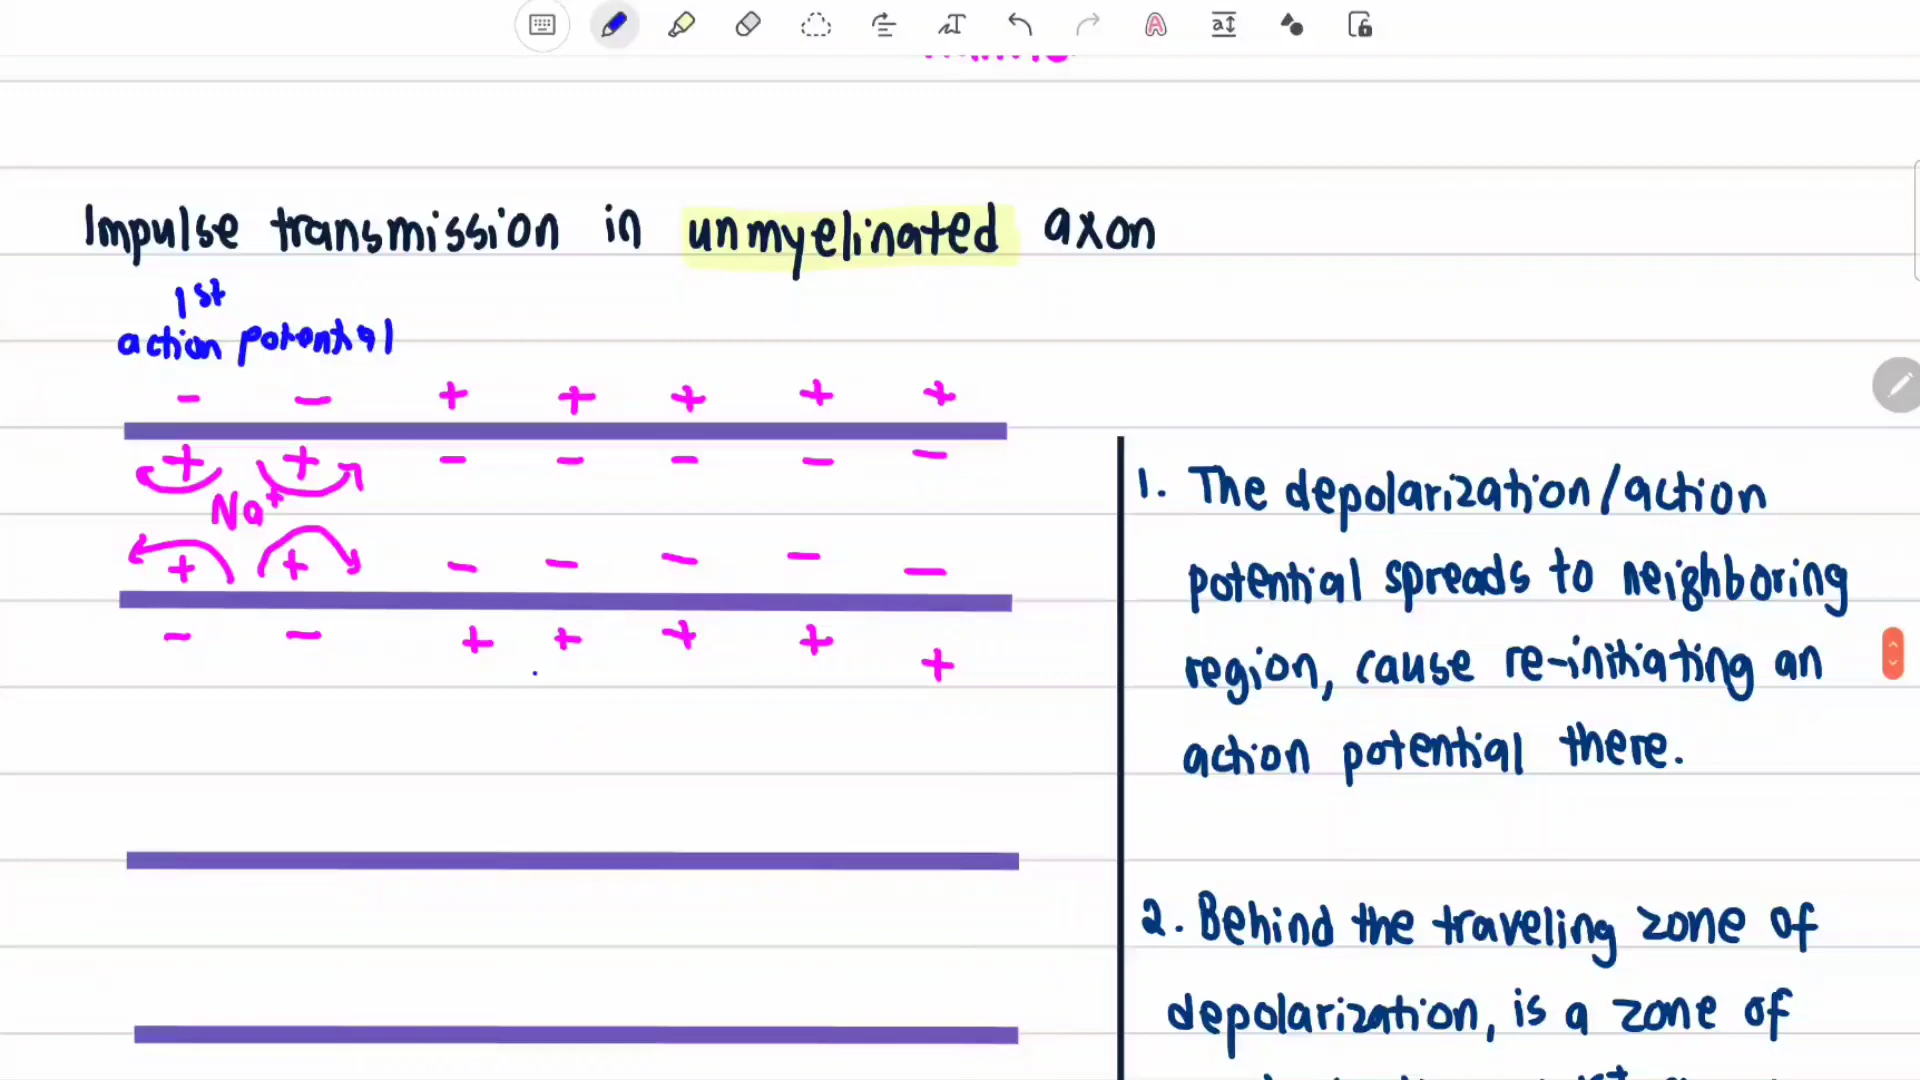 Impulse transmission in unmyelinated axon
1st
action potential
- - + + + + +
+ + - - - - -
Na+
+ + - - - - -
- - + + + + +
1. The depolarization/action
potential spreads to neighboring
region, cause re-initiating an
action potential there.
2. Behind the traveling zone of
depolarization, is a zone of